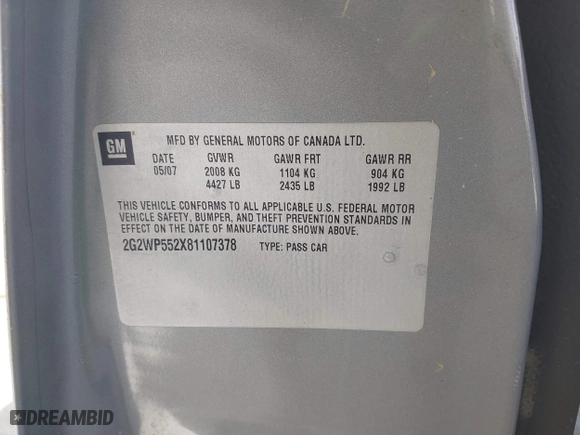 GM
MFD BY GENERAL MOTORS OF CANADA LTD.
DATE GVWR GAWR FRT GAWR RR
05/07 2008 KG 1104 KG 904 KG
4427 LB 2435 LB 1992 LB
THIS VEHICLE CONFORMS TO ALL APPLICABLE U.S. FEDERAL MOTOR
VEHICLE SAFETY, BUMPER, AND THEFT PREVENTION STANDARDS IN
EFFECT ON THE DATE OF MANUFACTURE SHOWN ABOVE.
2G2WP552X81107378 TYPE: PASS CAR
DREAMBID